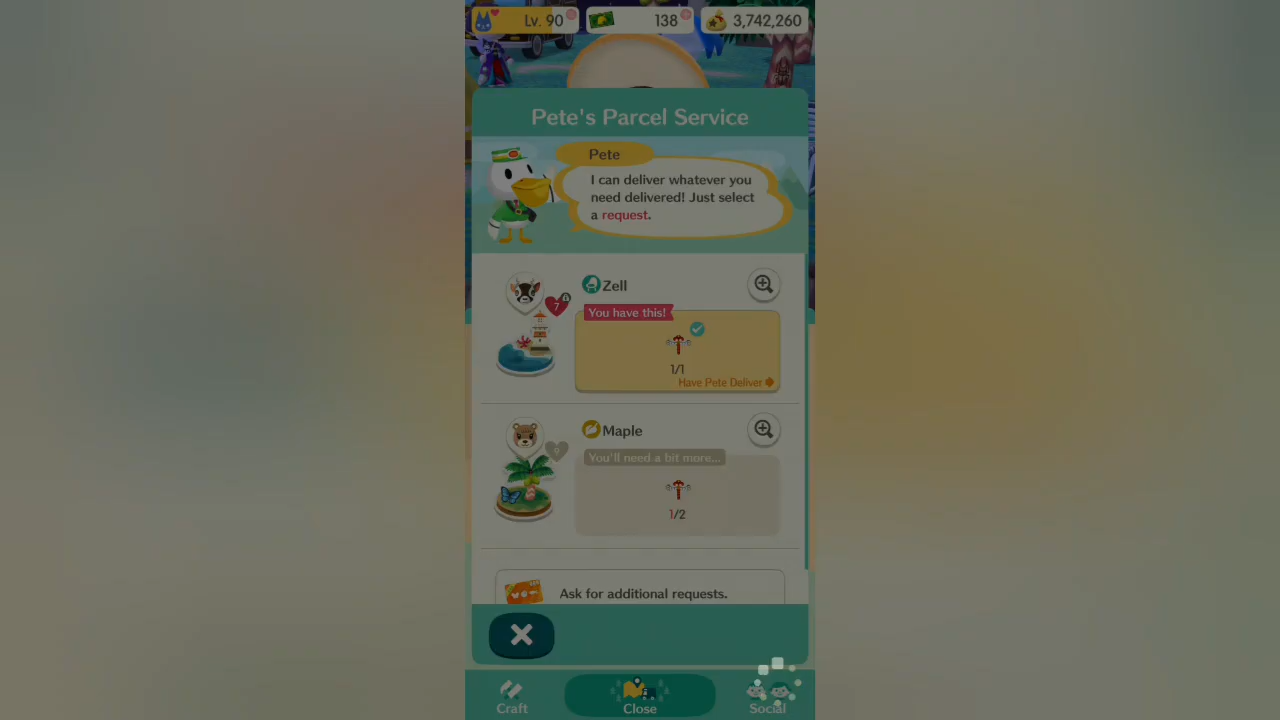 Lv. 90
138
3,742,260
Pete's Parcel Service
Pete
I can deliver whatever you
need delivered! Just select
a request.
Zell
7
You have this!
1/1
Have Pete Deliver
Maple
9
You'll need a bit more...
1/2
Ask for additional requests.
Craft
Close
Social